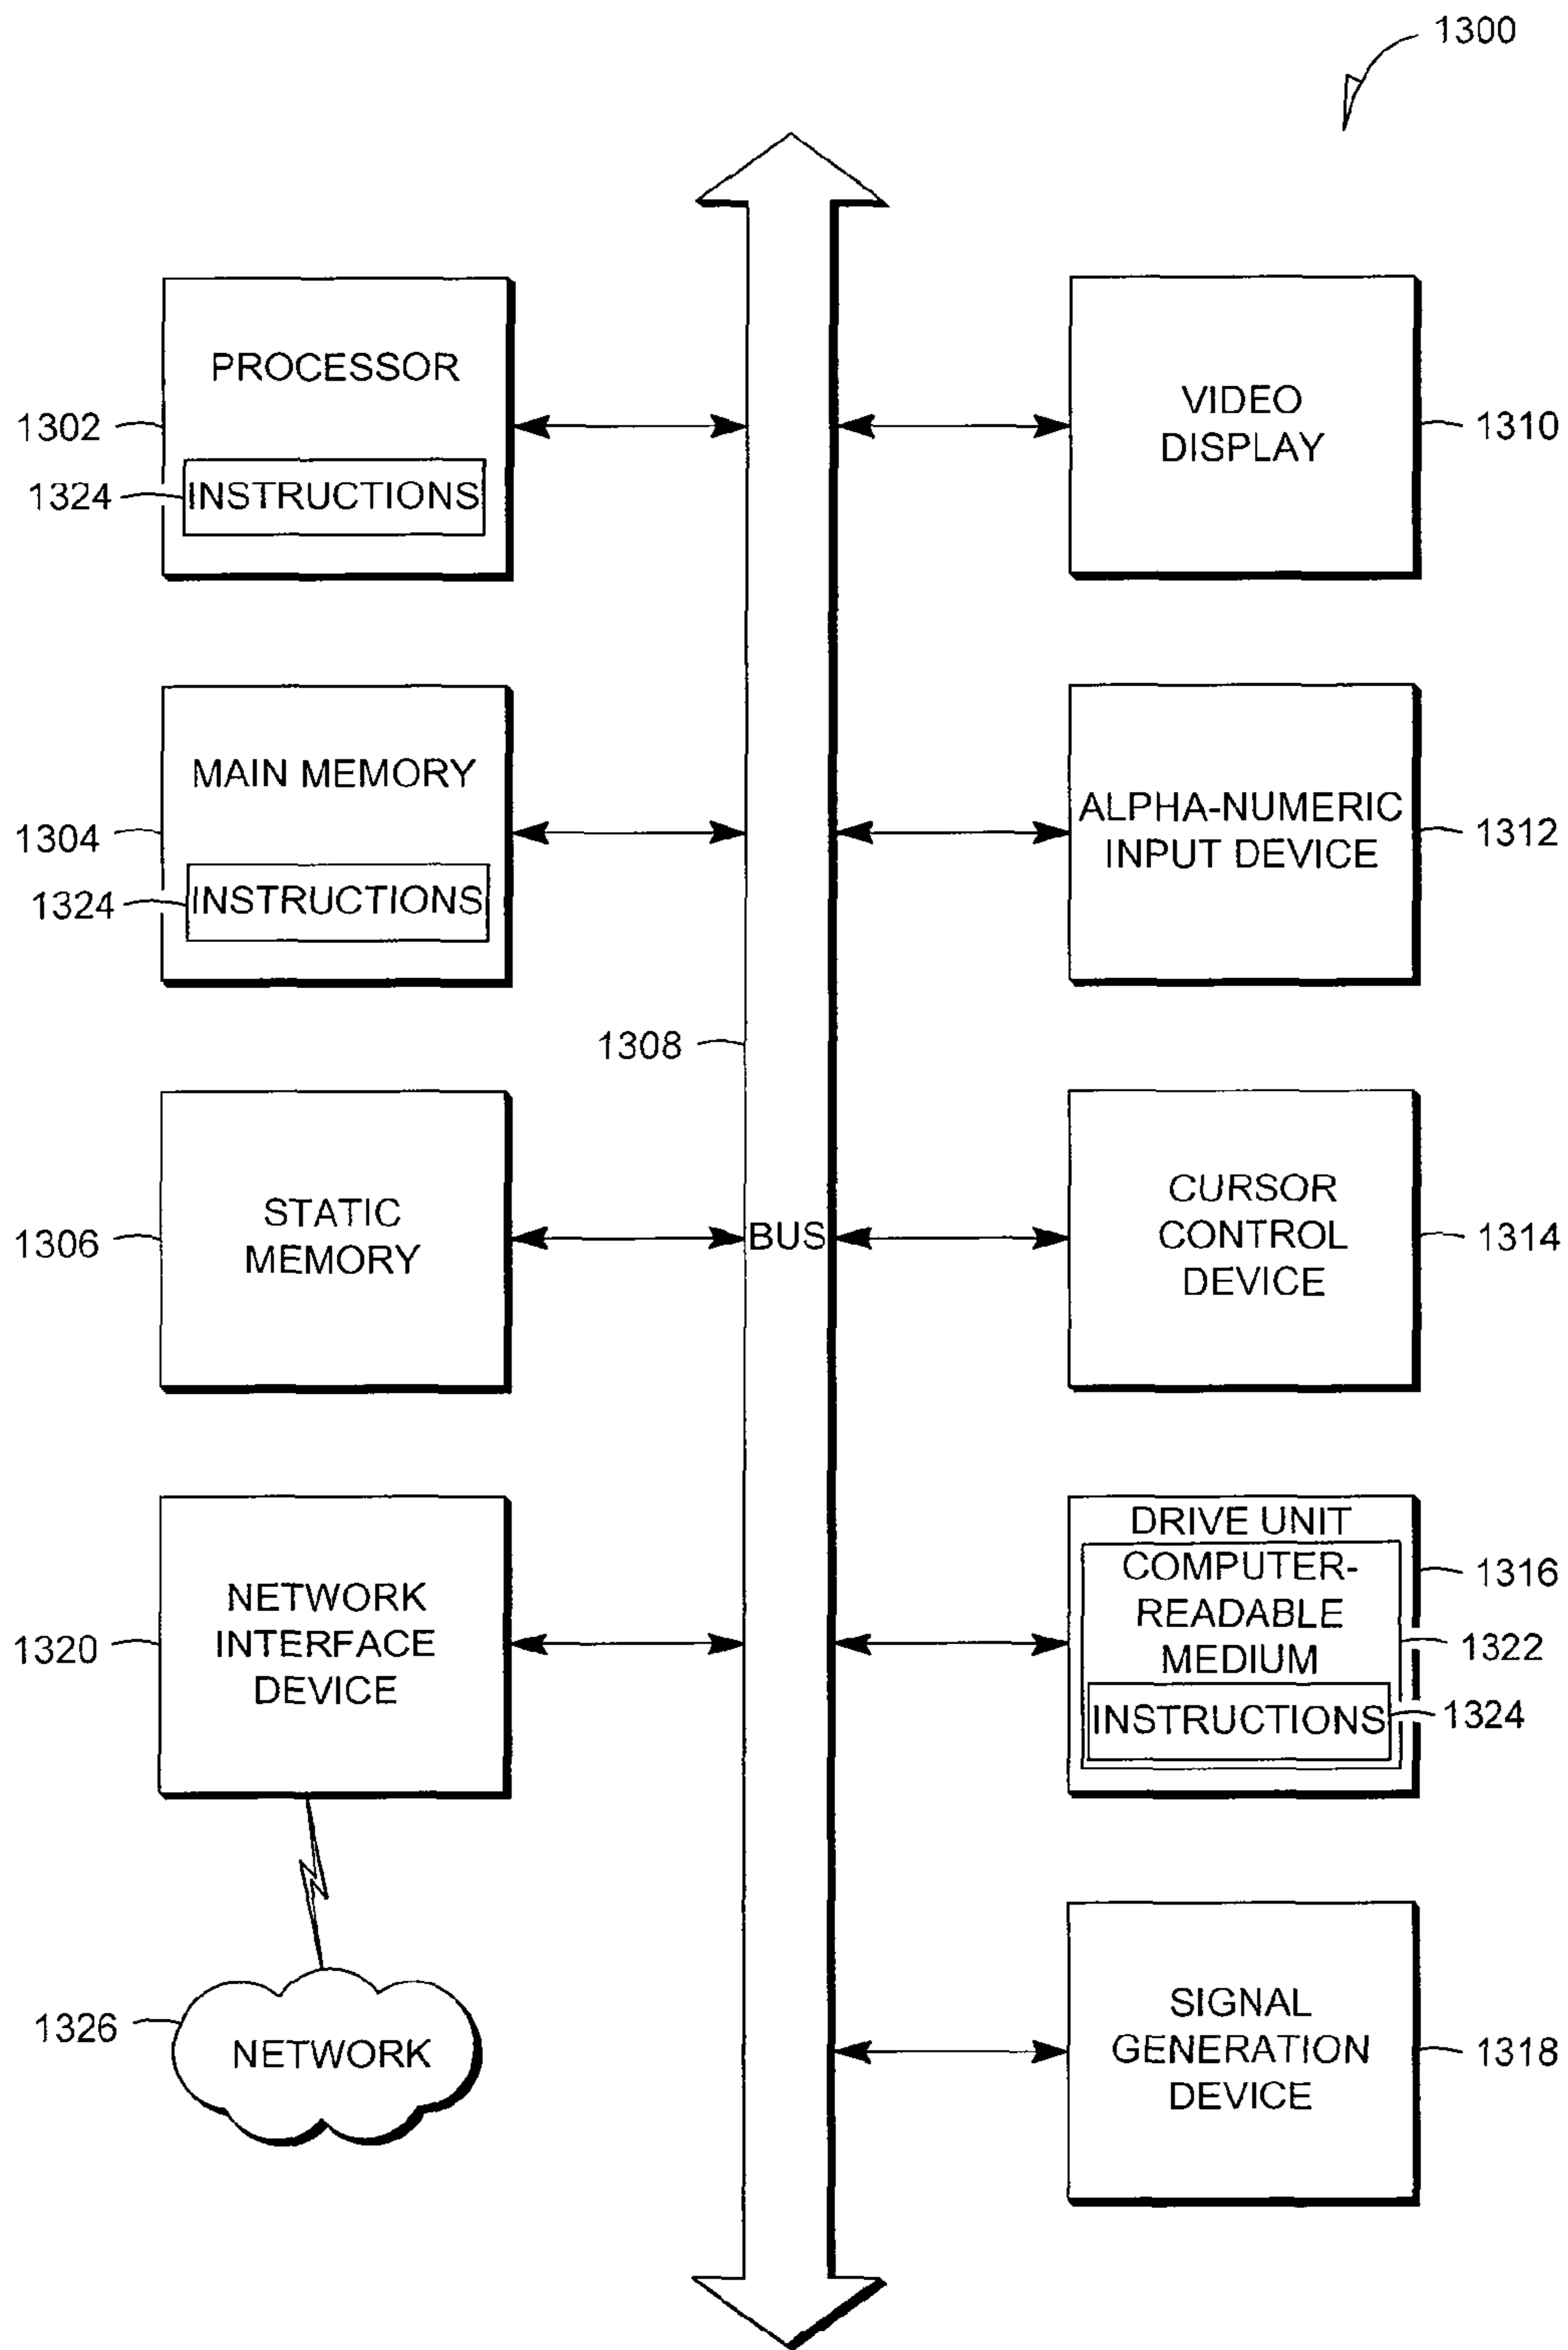 1300
PROCESSOR
1302
1324
INSTRUCTIONS
VIDEO
DISPLAY
1310
MAIN MEMORY
1304
1324
INSTRUCTIONS
ALPHA-NUMERIC
INPUT DEVICE
1312
1308
STATIC
MEMORY
1306
BUS
CURSOR
CONTROL
DEVICE
1314
NETWORK
INTERFACE
DEVICE
1320
DRIVE UNIT
1316
COMPUTER-
READABLE
MEDIUM
1322
INSTRUCTIONS
1324
1326
NETWORK
SIGNAL
GENERATION
DEVICE
1318